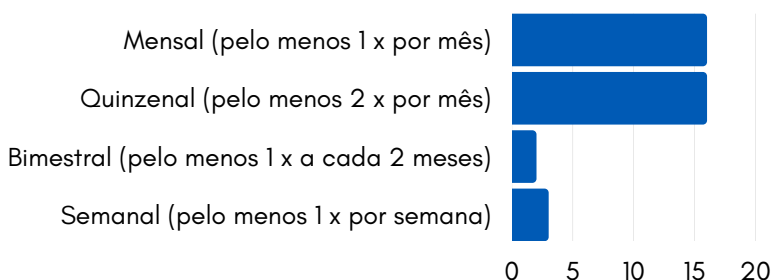 Mensal (pelo menos 1 x por mês)
Quinzenal (pelo menos 2 x por mês)
Bimestral (pelo menos 1 x a cada 2 meses)
Semanal (pelo menos 1 x por semana)
0 5 10 15 20